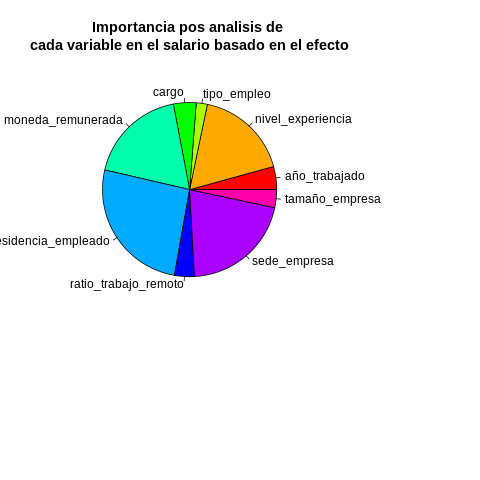 Importancia pos analisis de
cada variable en el salario basado en el efecto
cargo
tipo_empleo
moneda_remunerada
nivel_experiencia
año_trabajado
tamaño_empresa
esidencia_empleado
sede_empresa
ratio_trabajo_remoto